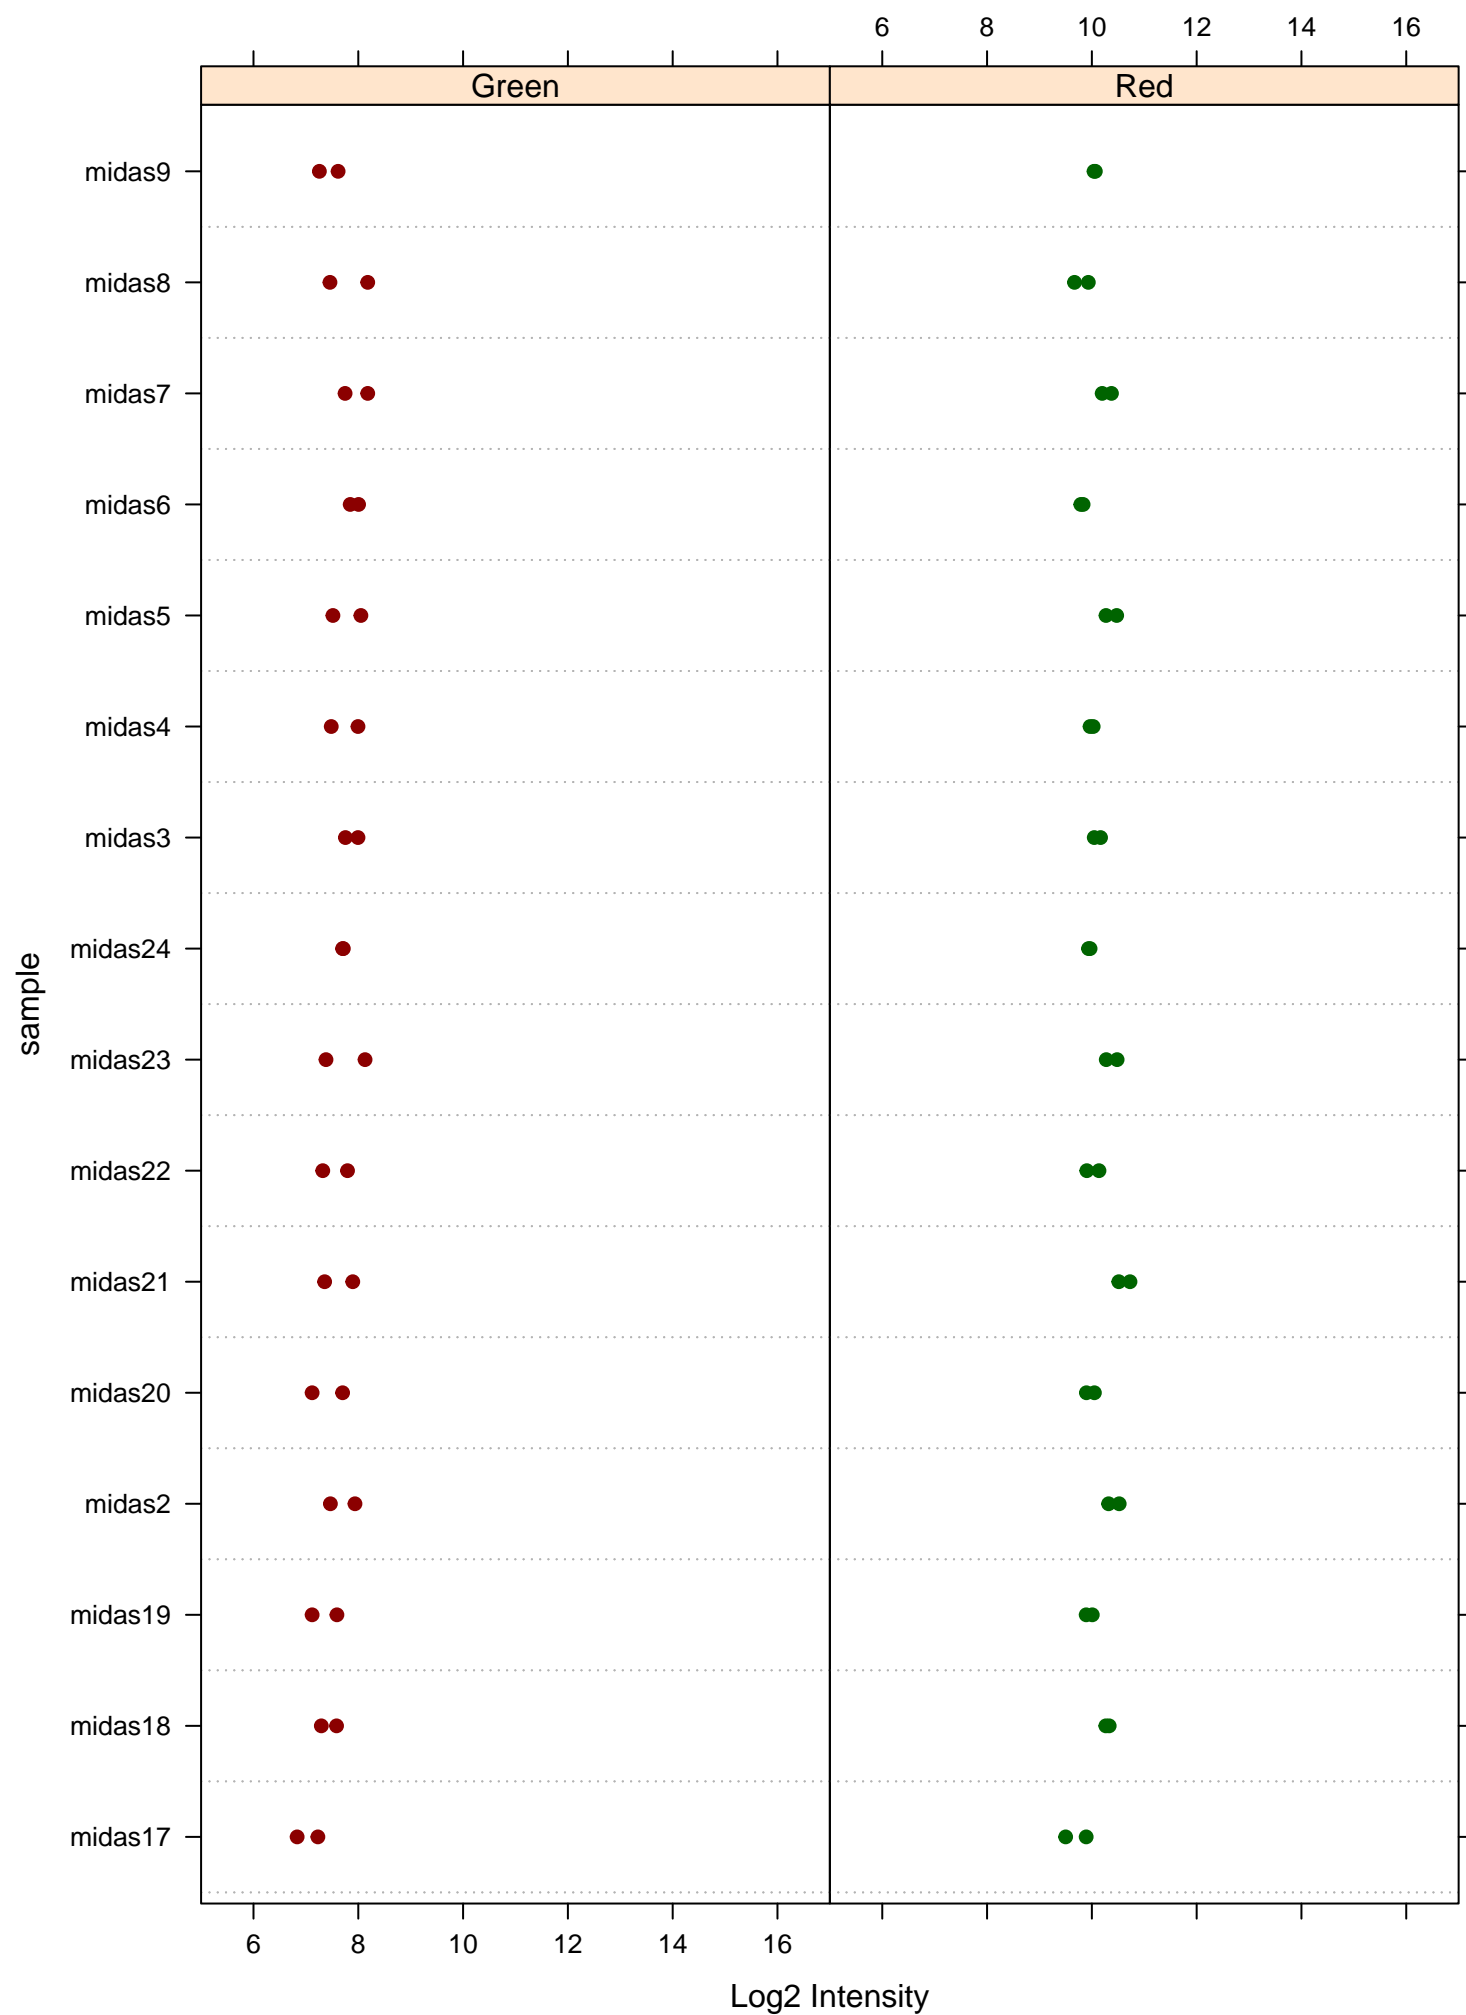 6 8 10 12 14 16
Green Red
midas9
midas8
midas7
midas6
midas5
midas4
midas3
midas24
midas23
midas22
midas21
midas20
midas2
midas19
midas18
midas17
sample
6 8 10 12 14 16
Log2 Intensity